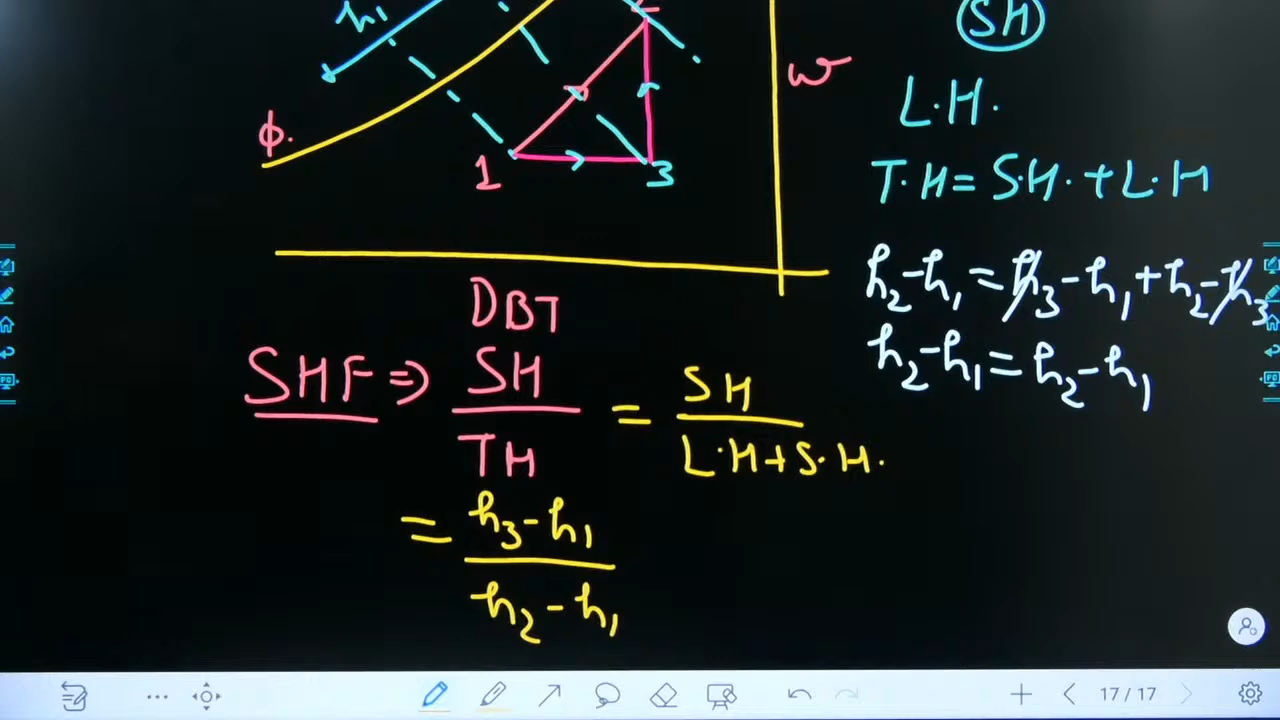 h₁
2
SH
ϕ.
1
3
ω
L.H.
T.H = S.H. + L.H
h₂-h₁ = h₃-h₁+h₂-h₃
h₂-h₁ = h₂-h₁
DBT
SHF ⇒ SH / TH = SH / L.H+S.H.
= h₃-h₁ / h₂-h₁
17 / 17